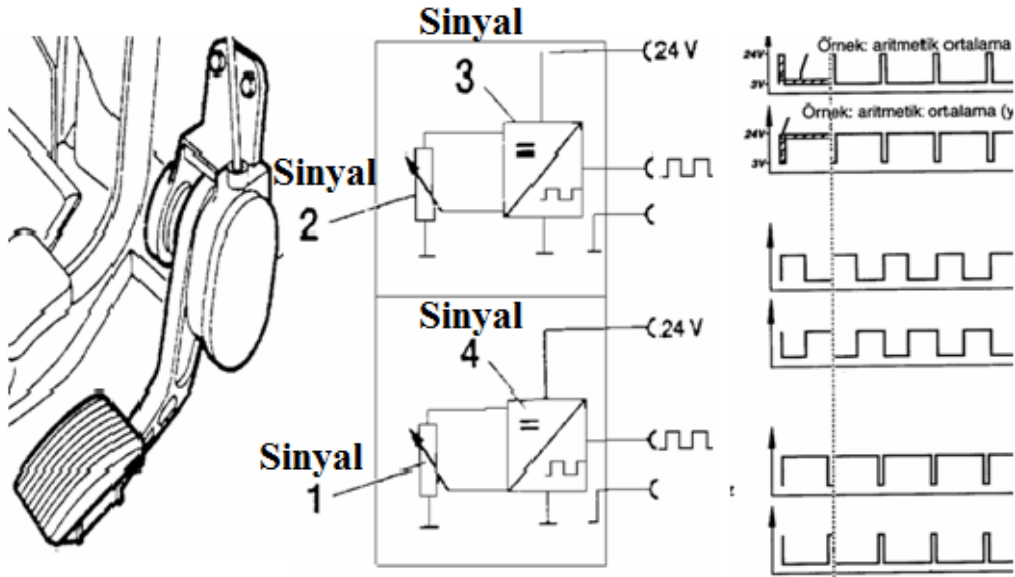 Sinyal
3
24 V
Sinyal
2
Sinyal
4
24 V
Sinyal
1
Örnek: aritmetik ortalama
24V
3V
Örnek: aritmetik ortalama (y
24V
3V